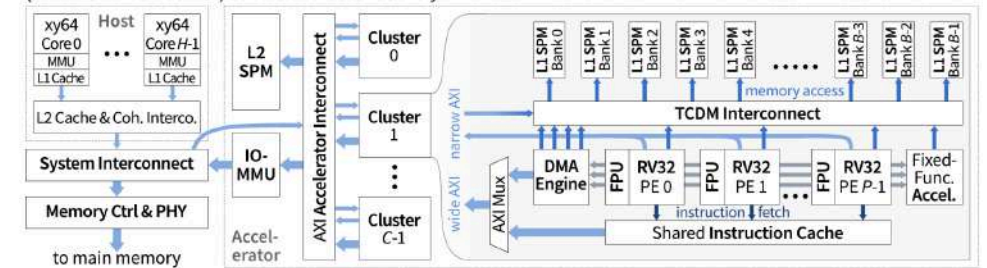 xy64
Core 0
MMU
L1 Cache
Host
xy64
Core H-1
MMU
L1 Cache
L2 Cache & Coh. Interco.
System Interconnect
Memory Ctrl & PHY
to main memory
L2
SPM
IO-
MMU
Accel-
erator
AXI Accelerator Interconnect
Cluster
0
Cluster
1
Cluster
C-1
narrow AXI
wide AXI
L1 SPM
Bank 0
L1 SPM
Bank 1
L1 SPM
Bank 2
L1 SPM
Bank 3
L1 SPM
Bank 4
L1 SPM
Bank B-3
L1 SPM
Bank B-2
L1 SPM
Bank B-1
memory access
TCDM Interconnect
AXI Mux
DMA
Engine
FPU
RV32
PE 0
FPU
RV32
PE 1
FPU
RV32
PE P-1
Fixed-
Func.
Accel.
instruction fetch
Shared Instruction Cache